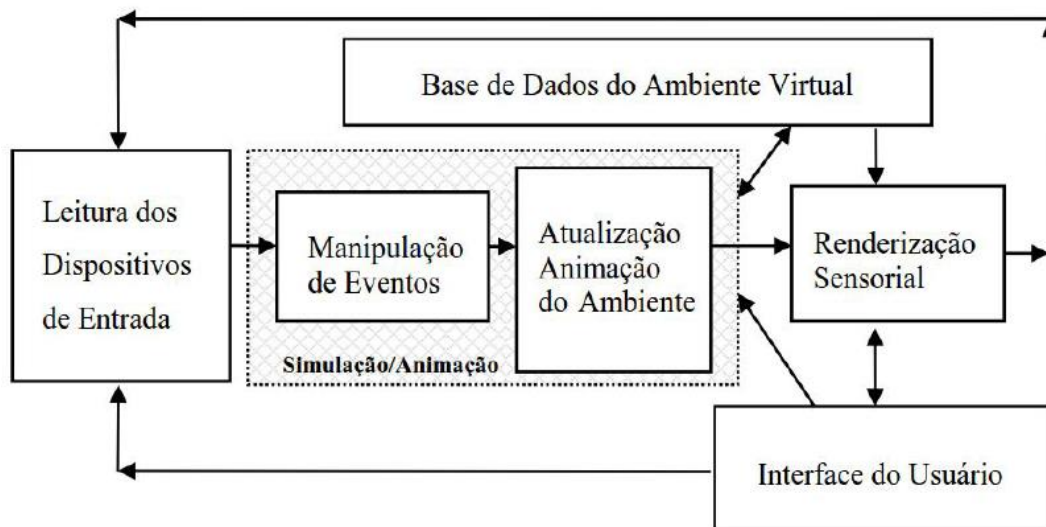 Base de Dados do Ambiente Virtual
Leitura dos
Dispositivos
de Entrada
Manipulação
de Eventos
Atualização
Animação
do Ambiente
Renderização
Sensorial
Simulação/Animação
Interface do Usuário